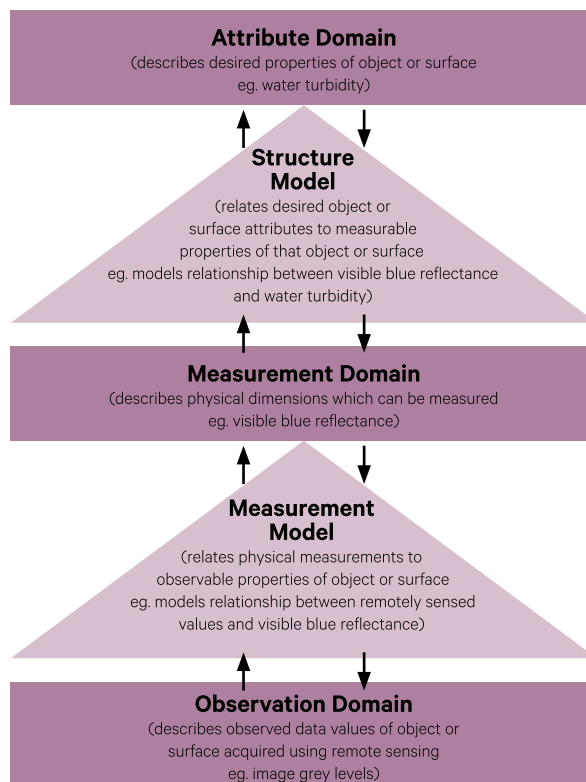 Attribute Domain
(describes desired properties of object or surface
eg. water turbidity)
Structure
Model
(relates desired object or
surface attributes to measurable
properties of that object or surface
eg. models relationship between visible blue reflectance
and water turbidity)
Measurement Domain
(describes physical dimensions which can be measured
eg. visible blue reflectance)
Measurement
Model
(relates physical measurements to
observable properties of object or surface
eg. models relationship between remotely sensed
values and visible blue reflectance)
Observation Domain
(describes observed data values of object or
surface acquired using remote sensing
eg. image grey levels)